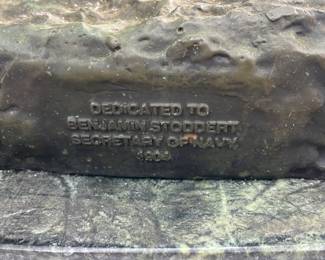 DEDICATED TO
BENJAMIN STODDERT
SECRETARY OF NAVY